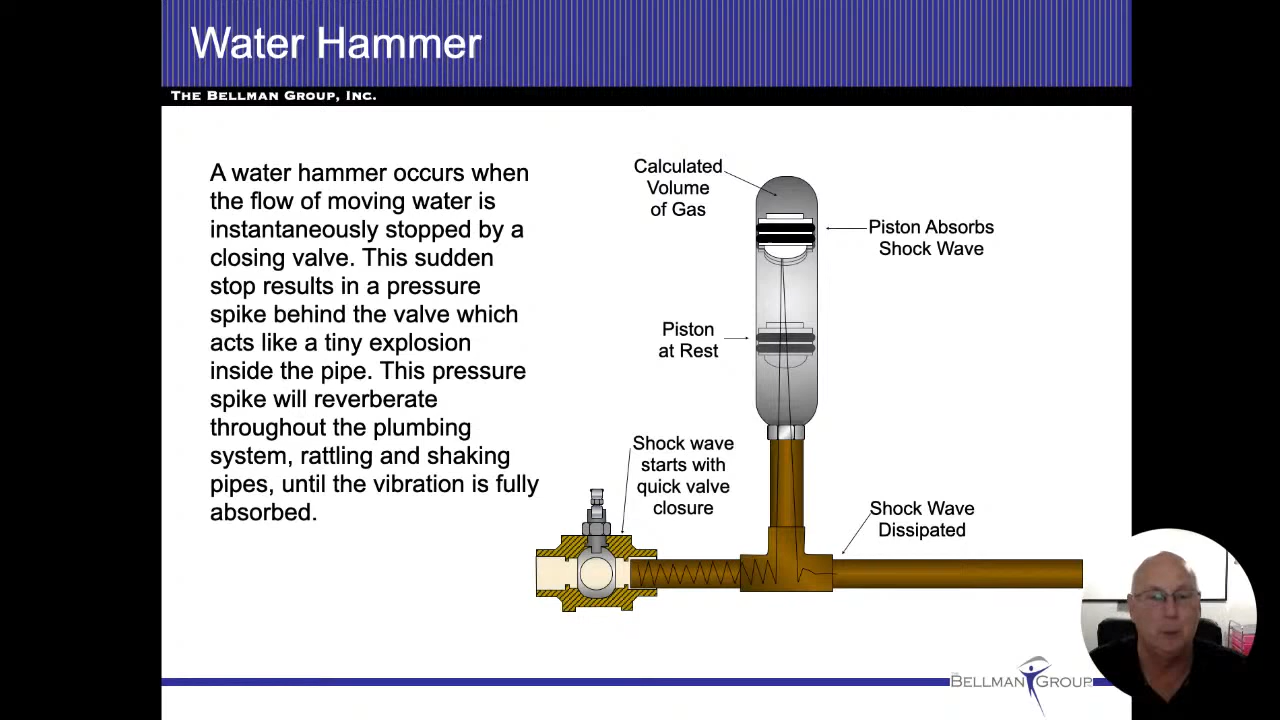 Water Hammer
THE BELLMAN GROUP, INC.
A water hammer occurs when
the flow of moving water is
instantaneously stopped by a
closing valve. This sudden
stop results in a pressure
spike behind the valve which
acts like a tiny explosion
inside the pipe. This pressure
spike will reverberate
throughout the plumbing
system, rattling and shaking
pipes, until the vibration is fully
absorbed.
Calculated
Volume
of Gas
Piston Absorbs
Shock Wave
Piston
at Rest
Shock wave
starts with
quick valve
closure
Shock Wave
Dissipated
THE
BELLMAN GROUP